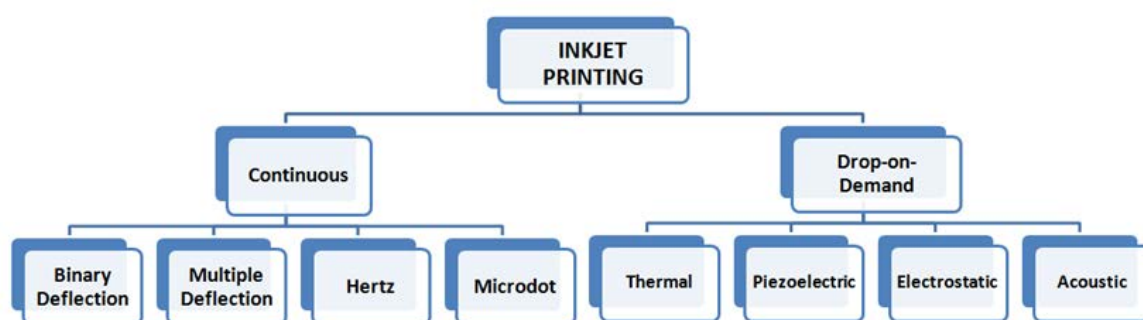 INKJET
PRINTING
Continuous
Drop-on-
Demand
Binary
Deflection
Multiple
Deflection
Hertz
Microdot
Thermal
Piezoelectric
Electrostatic
Acoustic